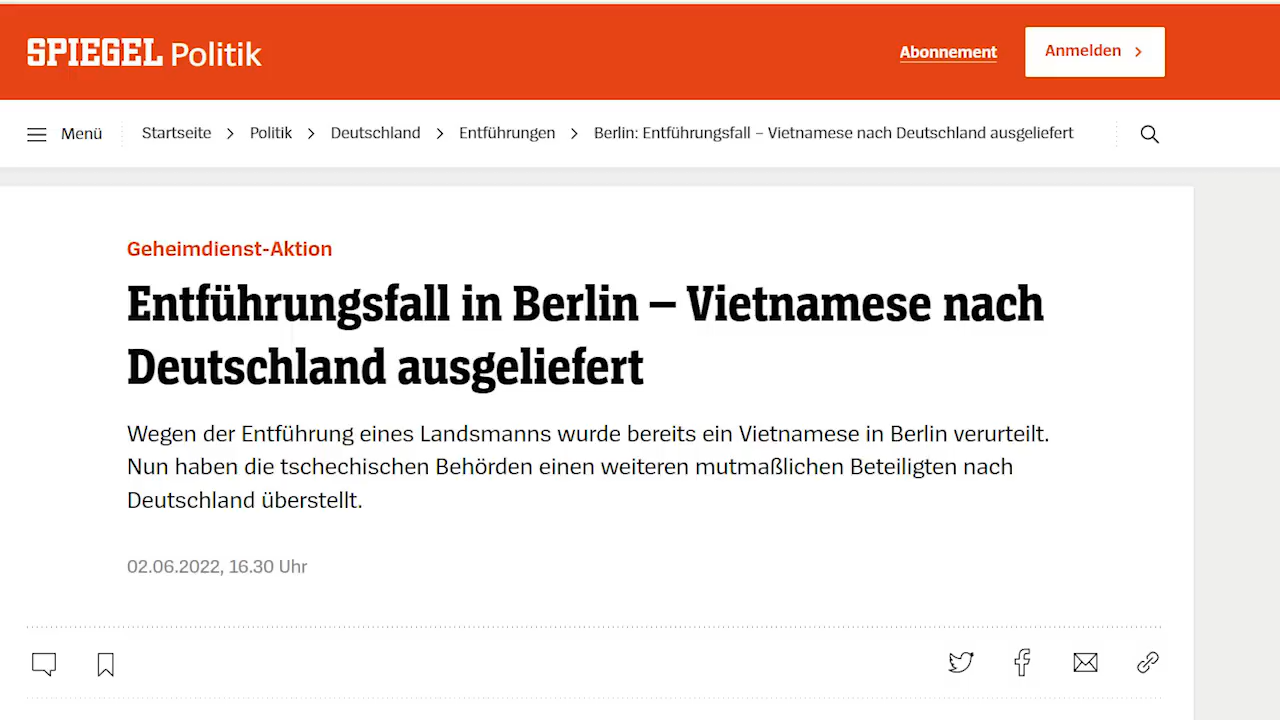 SPIEGEL Politik
Abonnement
Anmelden
Menü
Startseite > Politik > Deutschland > Entführungen > Berlin: Entführungsfall – Vietnamese nach Deutschland ausgeliefert
Geheimdienst-Aktion
Entführungsfall in Berlin – Vietnamese nach
Deutschland ausgeliefert
Wegen der Entführung eines Landsmanns wurde bereits ein Vietnamese in Berlin verurteilt.
Nun haben die tschechischen Behörden einen weiteren mutmaßlichen Beteiligten nach
Deutschland überstellt.
02.06.2022, 16.30 Uhr